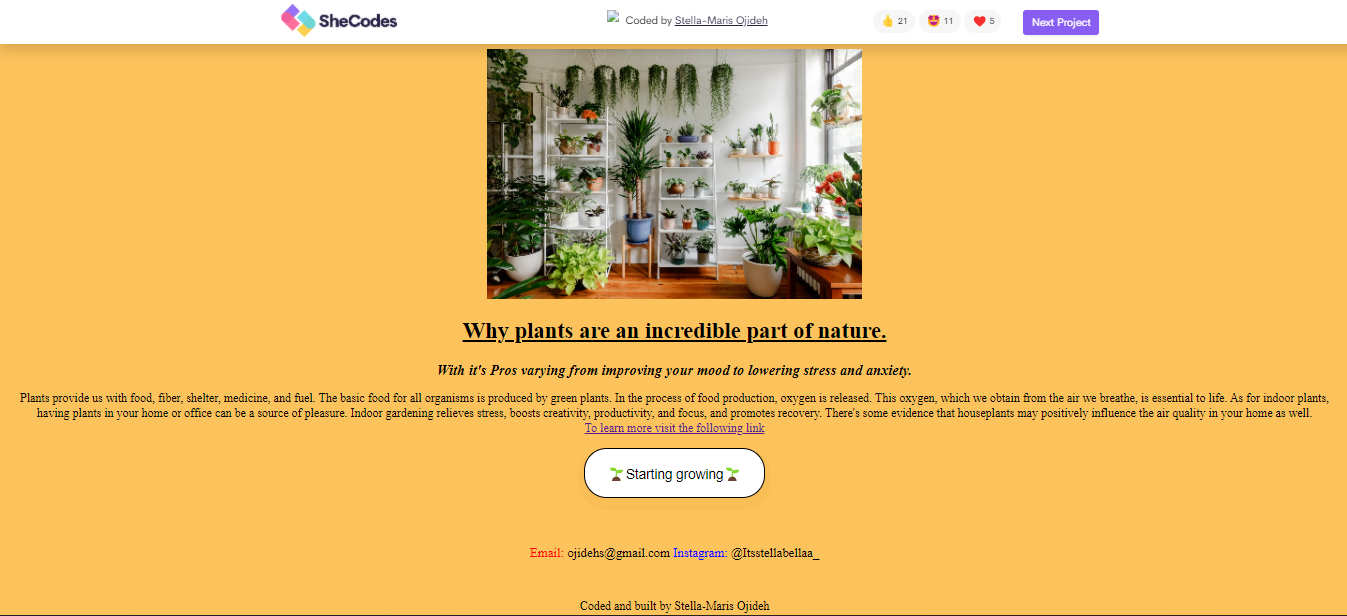 SheCodes
Coded by Stella-Maris Ojideh
👍 21
🤩 11
❤️ 5
Next Project
Why plants are an incredible part of nature.
With it's Pros varying from improving your mood to lowering stress and anxiety.
Plants provide us with food, fiber, shelter, medicine, and fuel. The basic food for all organisms is produced by green plants. In the process of food production, oxygen is released. This oxygen, which we obtain from the air we breathe, is essential to life. As for indoor plants,
having plants in your home or office can be a source of pleasure. Indoor gardening relieves stress, boosts creativity, productivity, and focus, and promotes recovery. There's some evidence that houseplants may positively influence the air quality in your home as well.
To learn more visit the following link
🌱Starting growing🌱
Email: ojidehs@gmail.com Instagram: @Itsstellabellaa_
Coded and built by Stella-Maris Ojideh